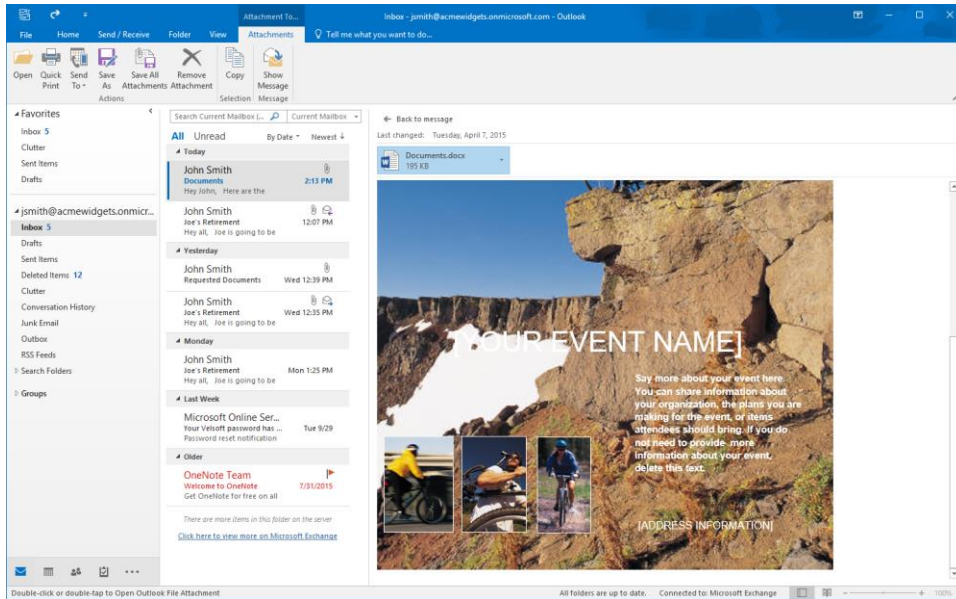 Attachment To...
Inbox - jsmith@acmewidgets.onmicrosoft.com - Outlook
File Home Send / Receive Folder View Attachments Tell me what you want to do...
Open Quick Print Send To Save As Save All Attachments Remove Attachment Copy Show Message
Actions Selection Message
Favorites
Inbox 5
Clutter
Sent Items
Drafts
jsmith@acmewidgets.onmicr...
Inbox 5
Drafts
Sent Items
Deleted Items 12
Clutter
Conversation History
Junk Email
Outbox
RSS Feeds
Search Folders
Groups
Search Current Mailbox (... Current Mailbox
All Unread By Date Newest ↓
Today
John Smith
Documents 2:13 PM
Hey John, Here are the
John Smith
Joe's Retirement 12:07 PM
Hey all, Joe is going to be
Yesterday
John Smith
Requested Documents Wed 12:39 PM
John Smith
Joe's Retirement Wed 12:35 PM
Hey all, Joe is going to be
Monday
John Smith
Joe's Retirement Mon 1:25 PM
Hey all, Joe is going to be
Last Week
Microsoft Online Ser...
Your Velsoft password has ... Tue 9/29
Password reset notification
Older
OneNote Team
Welcome to OneNote 7/31/2015
Get OneNote for free on all
There are more items in this folder on the server
Click here to view more on Microsoft Exchange
← Back to message
Last changed: Tuesday, April 7, 2015
Documents.docx
195 KB
[YOUR EVENT NAME]
Say more about your event here.
You can share information about
your organization, the plans you are
making for the event, or items
attendees should bring. If you do
not need to provide more
information about your event,
delete this text.
[ADDRESS INFORMATION]
Double-click or double-tap to Open Outlook File Attachment
All folders are up to date. Connected to: Microsoft Exchange
100%